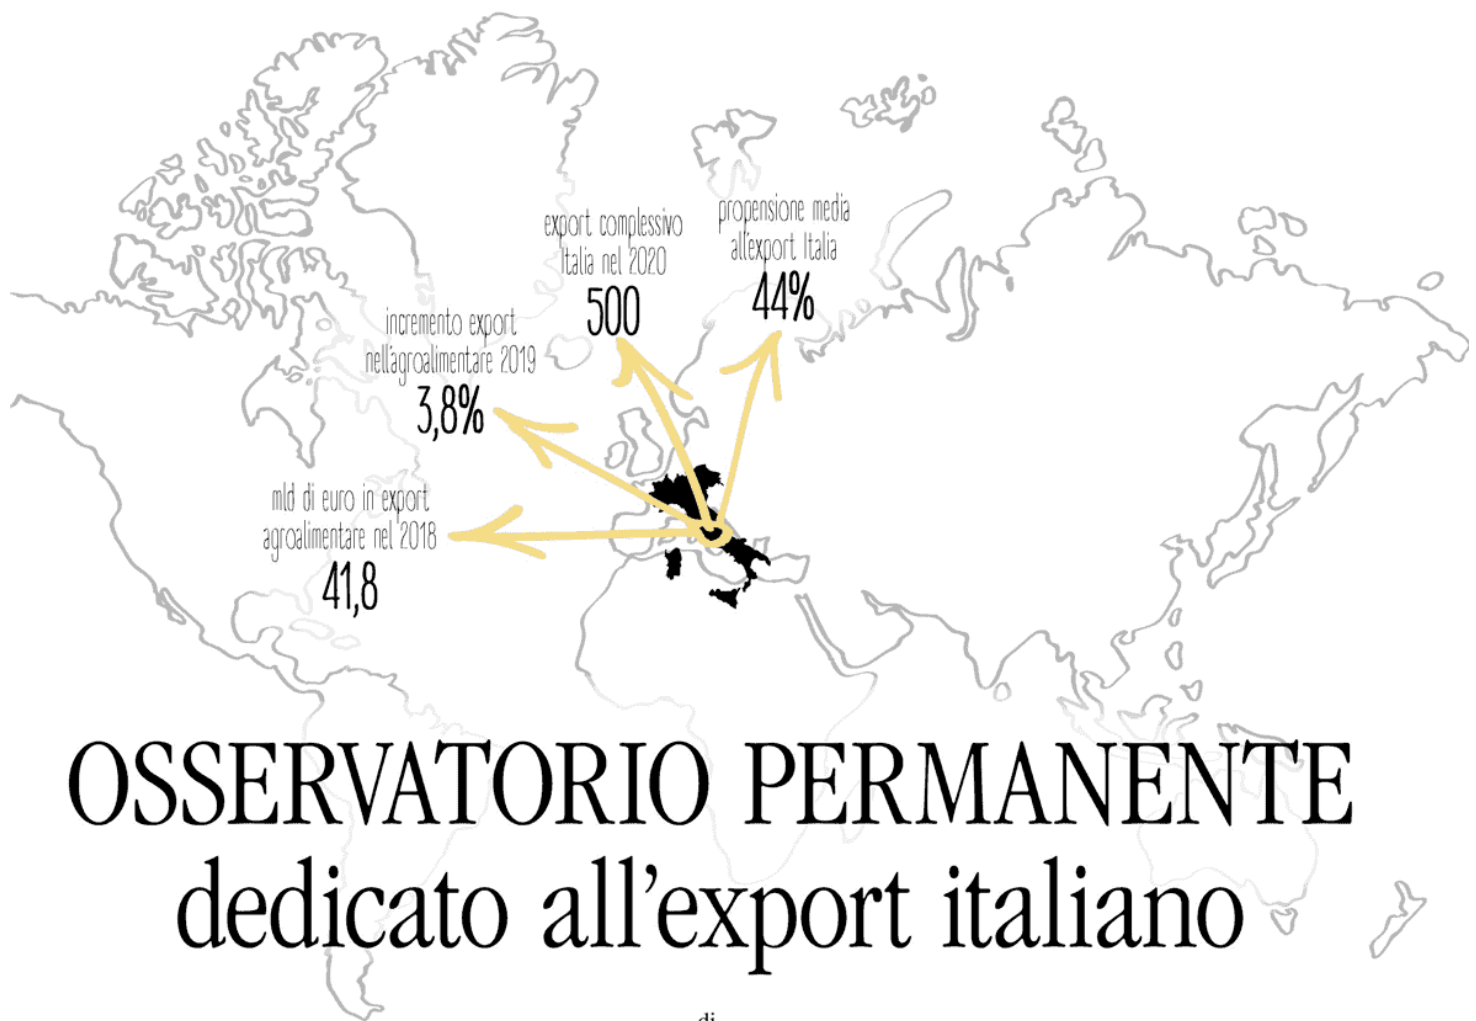 propensione media
all'export Italia
44%
export complessivo
Italia nel 2020
500
incremento export
nell'agroalimentare 2019
3,8%
mld di euro in export
agroalimentare nel 2018
41,8
OSSERVATORIO PERMANENTE
dedicato all'export italiano
di